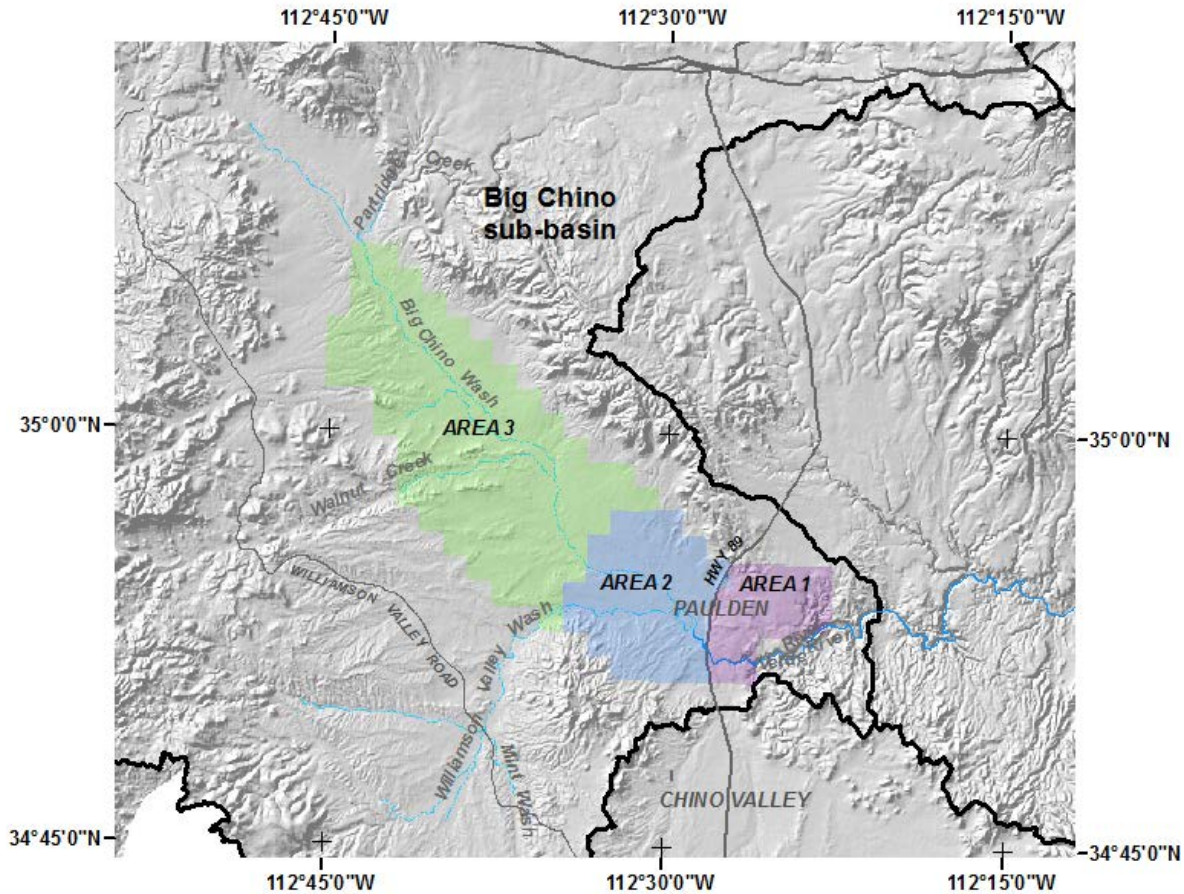 112°45'0"W
112°30'0"W
112°15'0"W
Partridge
Creek
Big Chino
sub-basin
Big Chino Wash
35°0'0"N
35°0'0"N
AREA 3
Walnut Creek
HWY 89
AREA 2
AREA 1
PAULDEN
WILLIAMSON VALLEY ROAD
Williamson Valley Wash
Verde River
Mint Wash
CHINO VALLEY
34°45'0"N
34°45'0"N
112°45'0"W
112°30'0"W
112°15'0"W